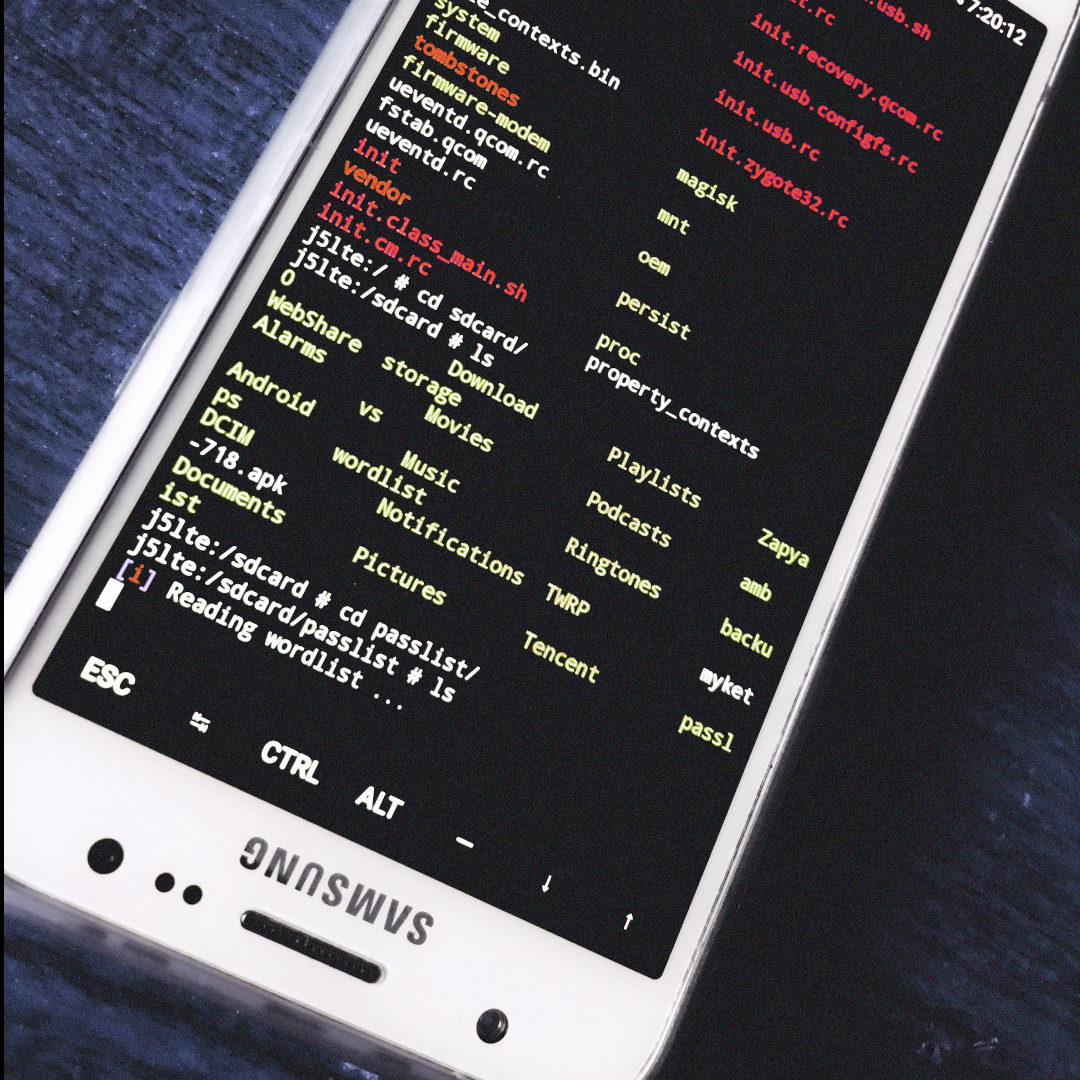 7:20:12
_contexts.bin
usb.sh
system
.rc
firmware
init.recovery.qcom.rc
tombstones
init.usb.configfs.rc
firmware-modem
init.usb.rc
ueventd.qcom.rc
init.zygote32.rc
fstab.qcom
magisk
ueventd.rc
mnt
init
oem
vendor
persist
init.class_main.sh
proc
init.cm.rc
property_contexts
j5lte:/ # cd sdcard/
j5lte:/sdcard # ls
0 Download Playlists Zapya
WebShare storage
Alarms Movies Podcasts amb
vs
Android Music Ringtones backu
ps wordlist
DCIM Notifications TWRP myket
-718.apk
Documents Pictures Tencent passl
ist
j5lte:/sdcard # cd passlist/
j5lte:/sdcard/passlist # ls
[i] Reading wordlist ...
ESC CTRL ALT — ↓ ↑
SAMSUNG